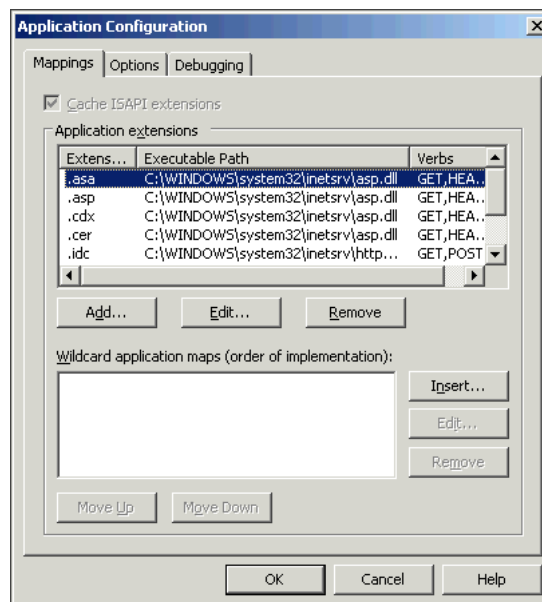 Application Configuration
Mappings Options Debugging
Cache ISAPI extensions
Application extensions
Extens... Executable Path Verbs
.asa C:\WINDOWS\system32\inetsrv\asp.dll GET,HEA...
.asp C:\WINDOWS\system32\inetsrv\asp.dll GET,HEA...
.cdx C:\WINDOWS\system32\inetsrv\asp.dll GET,HEA...
.cer C:\WINDOWS\system32\inetsrv\asp.dll GET,HEA...
.idc C:\WINDOWS\system32\inetsrv\http... GET,POST
Add... Edit... Remove
Wildcard application maps (order of implementation):
Insert...
Edit...
Remove
Move Up Move Down
OK Cancel Help